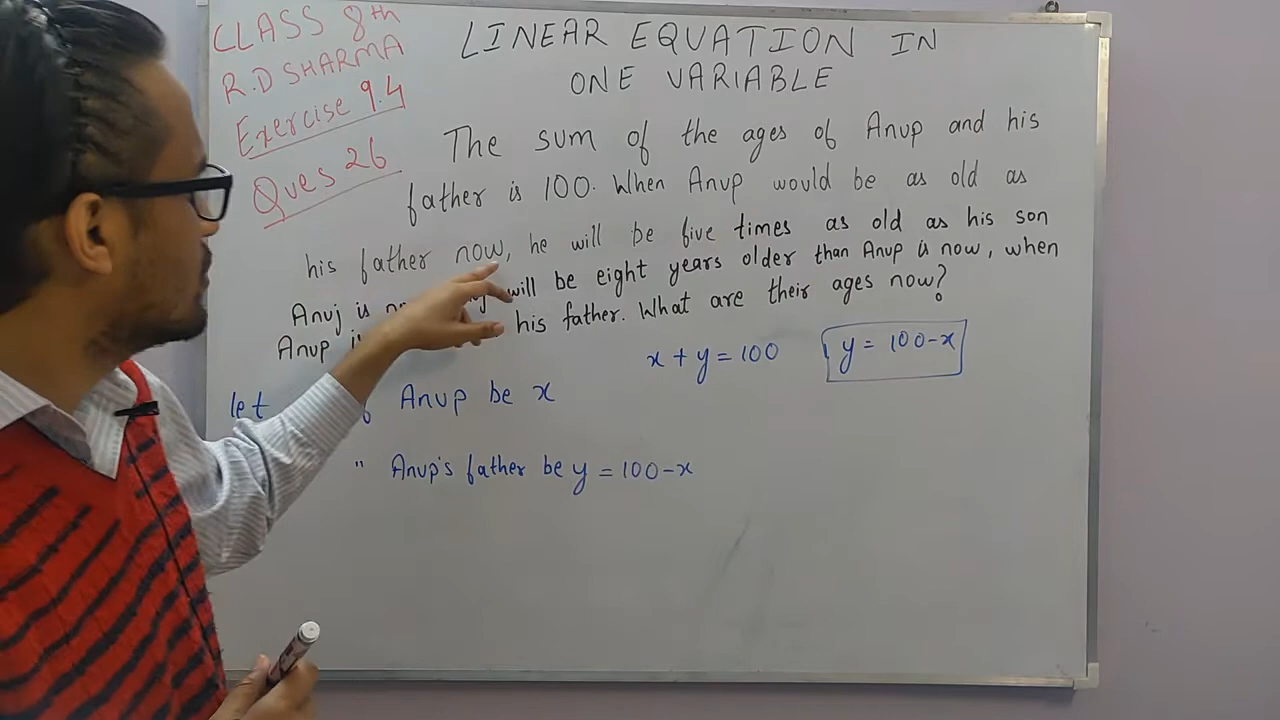 CLASS 8th
R.D SHARMA
Exercise 9.4
Ques 26
LINEAR EQUATION IN
ONE VARIABLE
The sum of the ages of Anup and his
father is 100. When Anup would be as old as
his father now, he will be five times as old as his son
Anuj is will be eight years older than Anup is now, when
Anup his father. What are their ages now?
x + y = 100 y = 100-x
let Anup be x
" Anup's father be y = 100-x